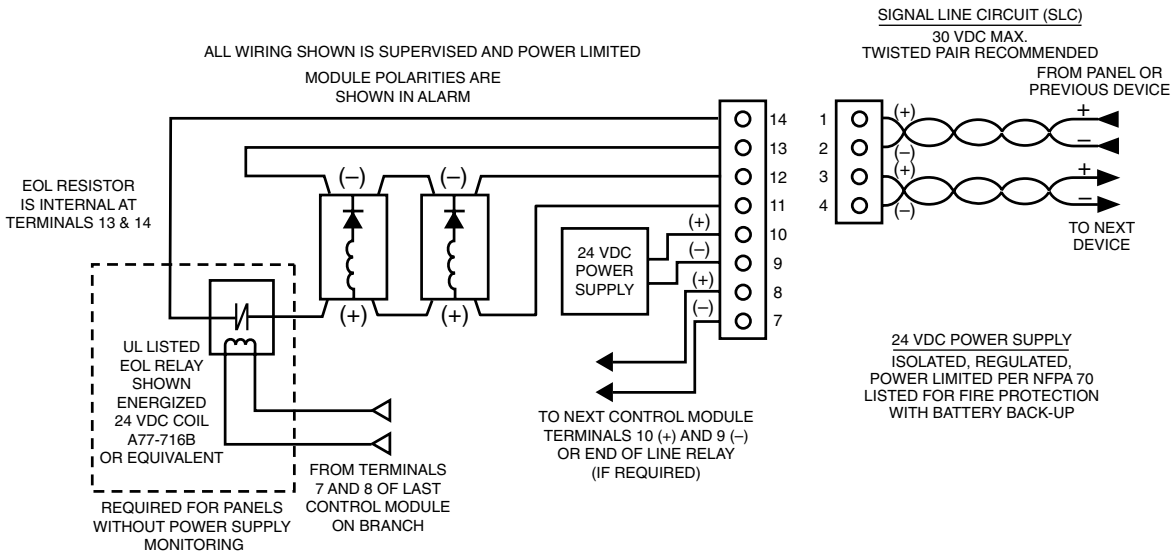 SIGNAL LINE CIRCUIT (SLC)
30 VDC MAX.
TWISTED PAIR RECOMMENDED
FROM PANEL OR
PREVIOUS DEVICE
ALL WIRING SHOWN IS SUPERVISED AND POWER LIMITED
MODULE POLARITIES ARE
SHOWN IN ALARM
14
13
12
11
10
9
8
7
1
2
3
4
(+)
(–)
(+)
(–)
+
–
+
–
TO NEXT
DEVICE
EOL RESISTOR
IS INTERNAL AT
TERMINALS 13 & 14
(–)
(–)
(+)
(+)
24 VDC
POWER
SUPPLY
(+)
(–)
(+)
(–)
UL LISTED
EOL RELAY
SHOWN
ENERGIZED
24 VDC COIL
A77-716B
OR EQUIVALENT
REQUIRED FOR PANELS
WITHOUT POWER SUPPLY
MONITORING
FROM TERMINALS
7 AND 8 OF LAST
CONTROL MODULE
ON BRANCH
TO NEXT CONTROL MODULE
TERMINALS 10 (+) AND 9 (–)
OR END OF LINE RELAY
(IF REQUIRED)
24 VDC POWER SUPPLY
ISOLATED, REGULATED,
POWER LIMITED PER NFPA 70
LISTED FOR FIRE PROTECTION
WITH BATTERY BACK-UP